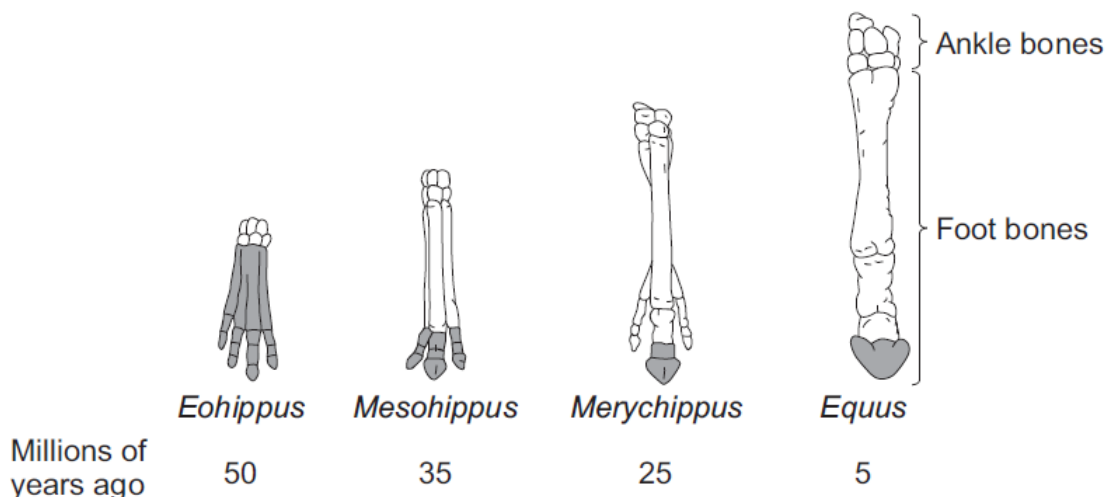 Ankle bones
Foot bones
Eohippus Mesohippus Merychippus Equus
Millions of
years ago 50 35 25 5